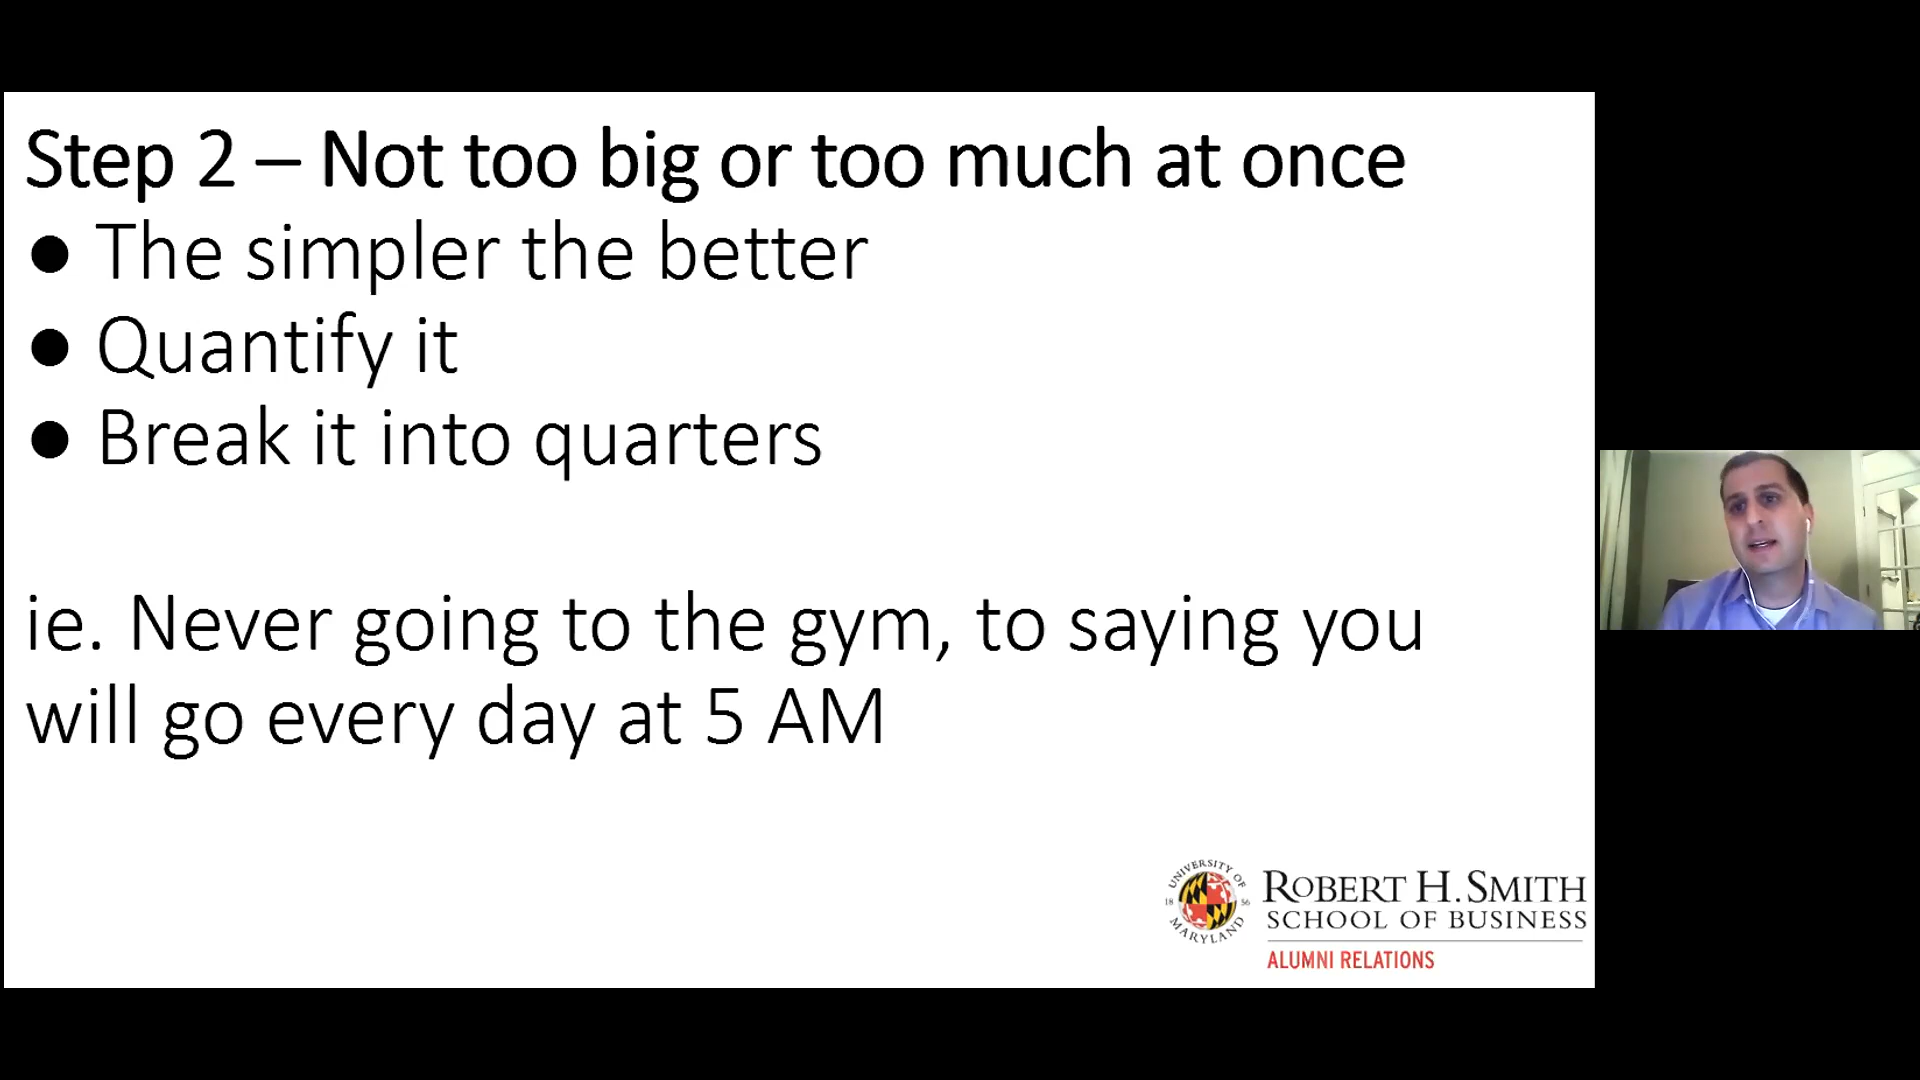 Step 2 – Not too big or too much at once
● The simpler the better
● Quantify it
● Break it into quarters
ie. Never going to the gym, to saying you
will go every day at 5 AM
UNIVERSITY OF
18 56
MARYLAND
ROBERT H. SMITH
SCHOOL OF BUSINESS
ALUMNI RELATIONS